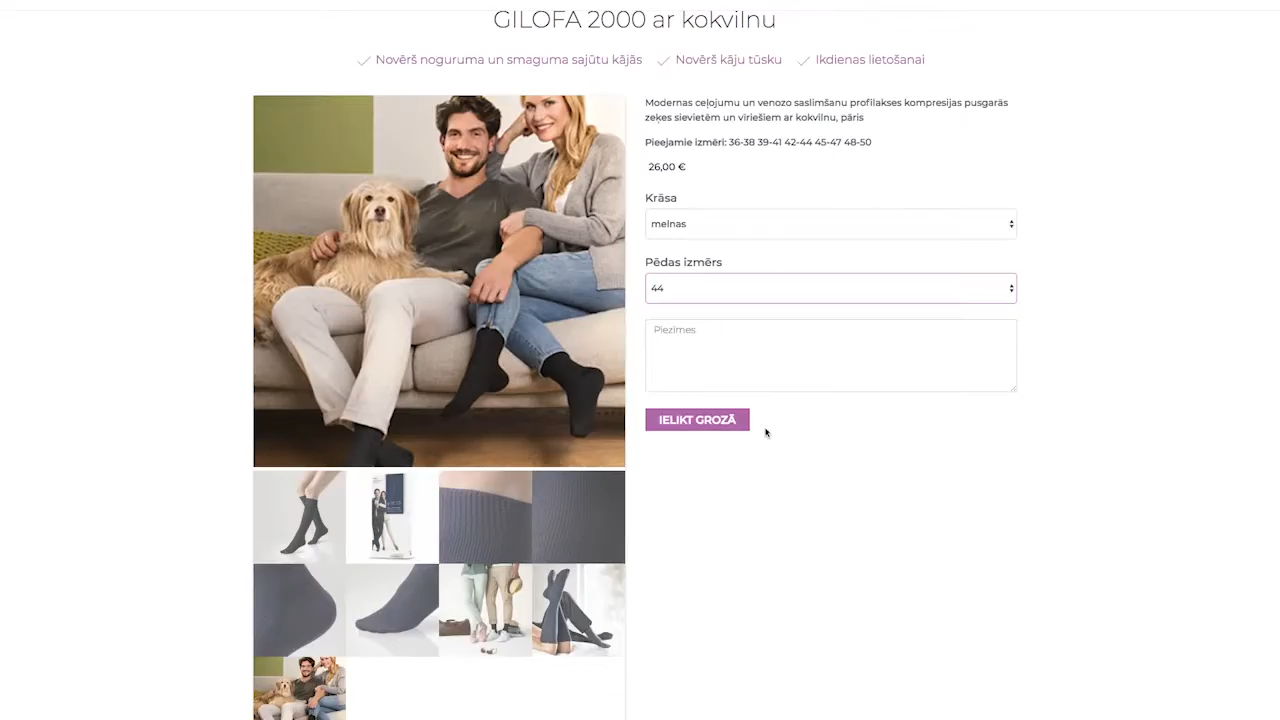 GILOFA 2000 ar kokvilnu
Novērš noguruma un smaguma sajūtu kājās Novērš kāju tūsku Ikdienas lietošanai
Modernas ceļojumu un venozo saslimšanu profilakses kompresijas pusgarās
zeķes sievietēm un vīriešiem ar kokvilnu, pāris
Pieejamie izmēri: 36-38 39-41 42-44 45-47 48-50
26,00 €
Krāsa
melnas
Pēdas izmērs
44
Piezīmes
IELIKT GROZĀ